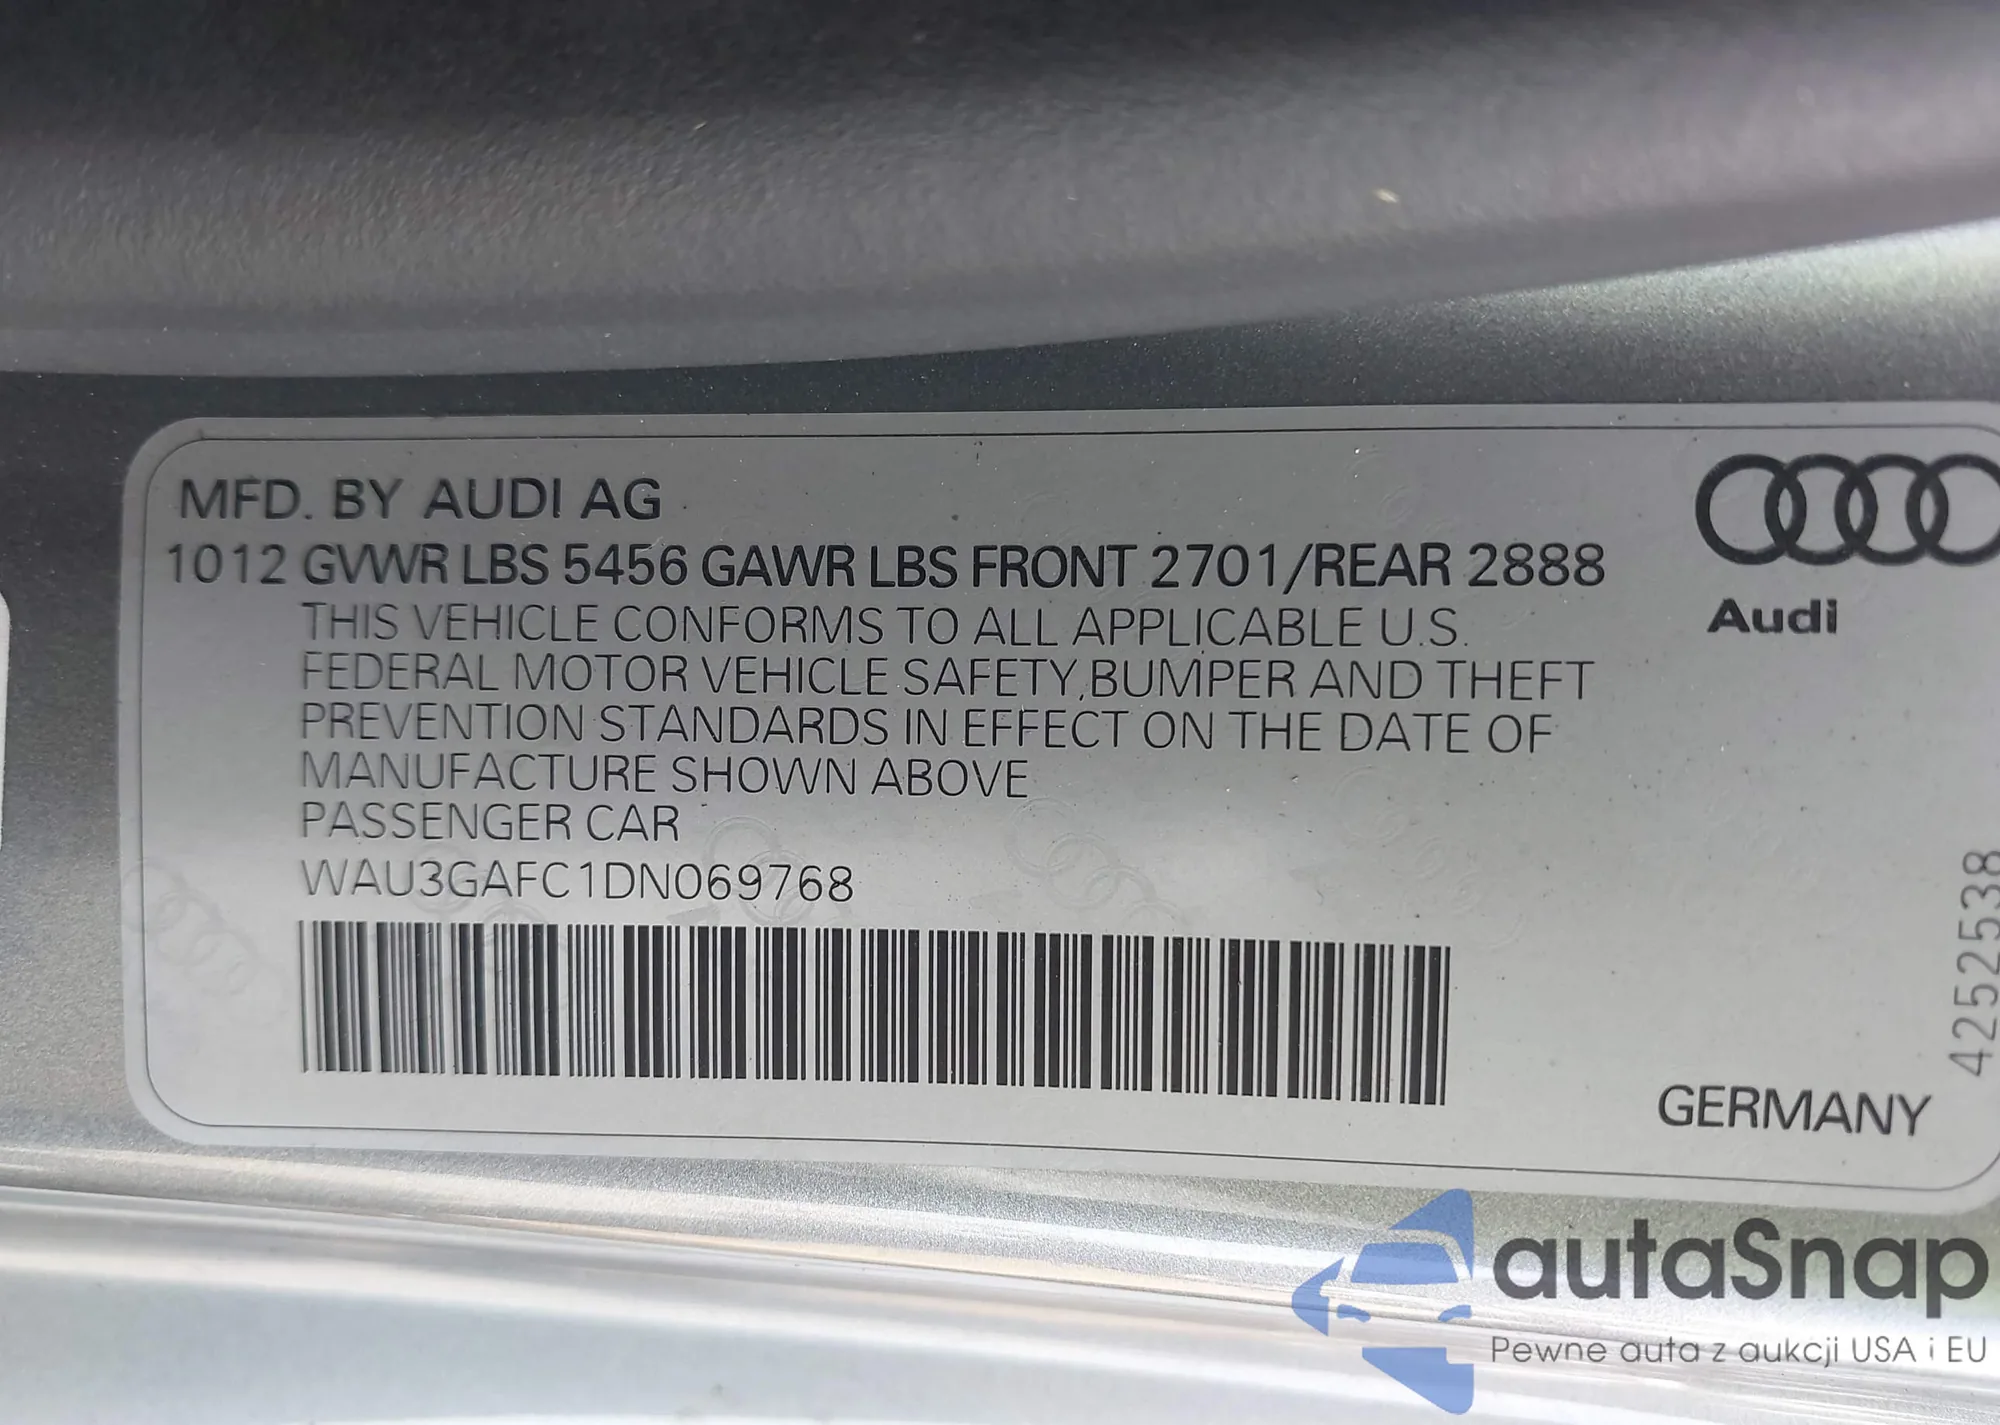 MFD. BY AUDI AG
1012 GVWR LBS 5456 GAWR LBS FRONT 2701/REAR 2888
THIS VEHICLE CONFORMS TO ALL APPLICABLE U.S.
FEDERAL MOTOR VEHICLE SAFETY,BUMPER AND THEFT
PREVENTION STANDARDS IN EFFECT ON THE DATE OF
MANUFACTURE SHOWN ABOVE
PASSENGER CAR
WAU3GAFC1DN069768
Audi
4252538
GERMANY
autaSnap
Pewne auta z aukcji USA i EU